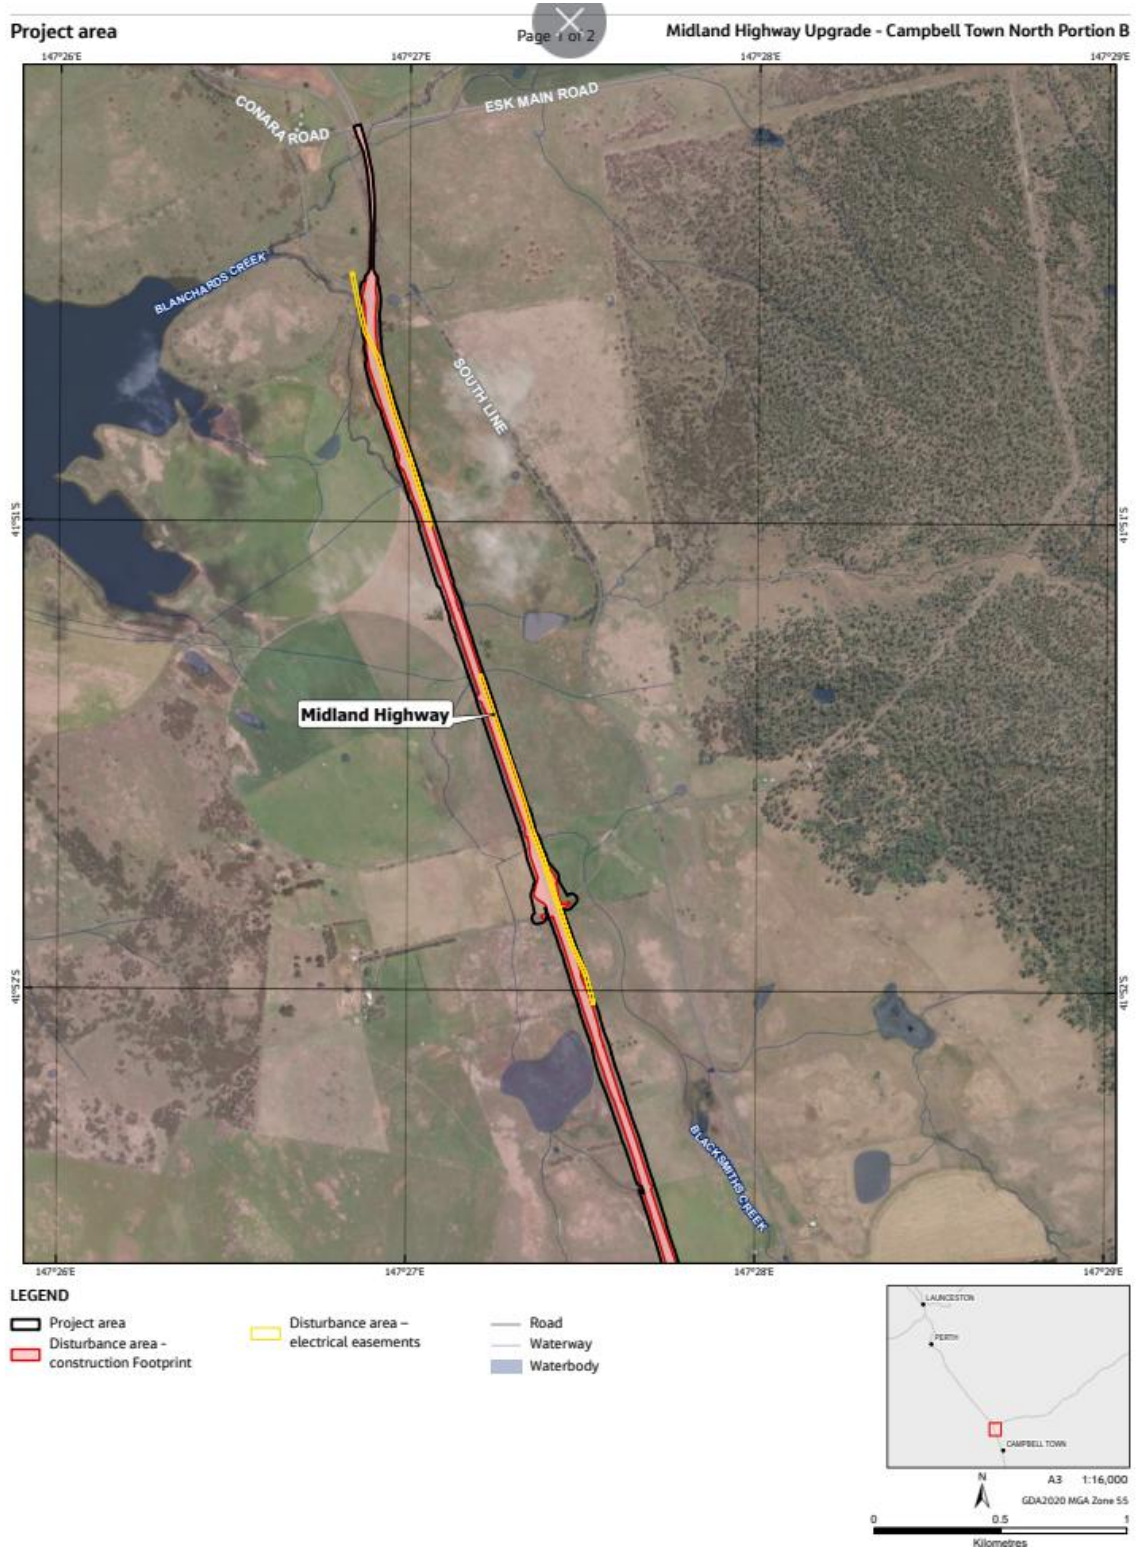 Project area
Page 1 of 2
Midland Highway Upgrade - Campbell Town North Portion B
147°26'E
147°27'E
147°28'E
147°29'E
CONARA ROAD
ESK MAIN ROAD
BLANCHARDS CREEK
SOUTH LINE
41°51'S
41°51'S
Midland Highway
41°52'S
41°52'S
BLACKSMITHS CREEK
147°26'E
147°27'E
147°28'E
147°29'E
LEGEND
Project area
Disturbance area -
construction Footprint
Disturbance area –
electrical easements
Road
Waterway
Waterbody
LAUNCESTON
PERTH
CAMPBELL TOWN
N
A3 1:16,000
GDA2020 MGA Zone 55
0 0.5 1
Kilometres